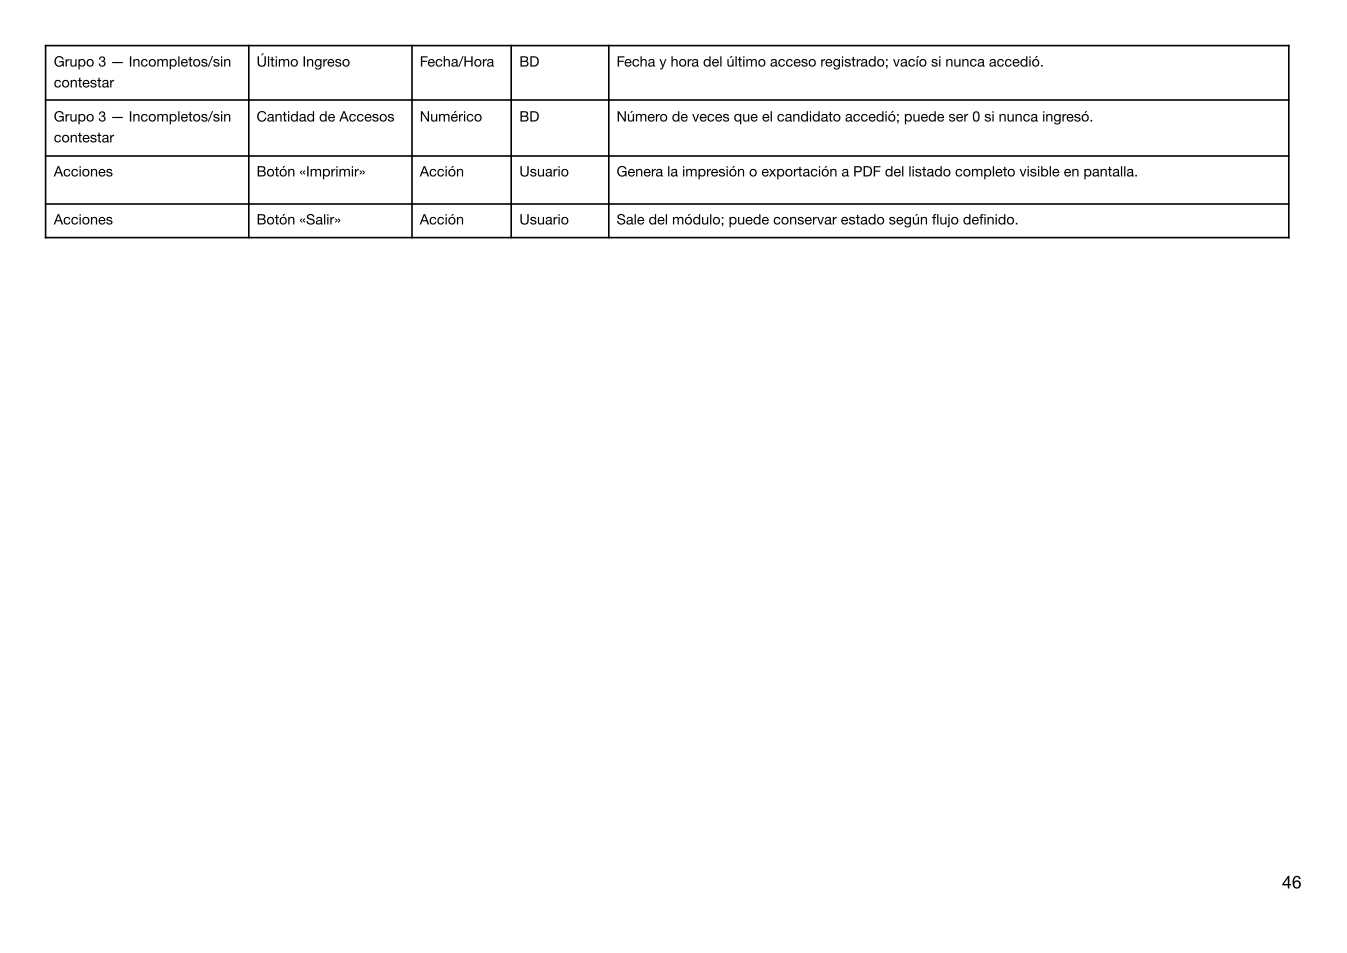 Grupo 3 — Incompletos/sin contestar Último Ingreso Fecha/Hora BD Fecha y hora del último acceso registrado; vacío si nunca accedió.
Grupo 3 — Incompletos/sin contestar Cantidad de Accesos Numérico BD Número de veces que el candidato accedió; puede ser 0 si nunca ingresó.
Acciones Botón «Imprimir» Acción Usuario Genera la impresión o exportación a PDF del listado completo visible en pantalla.
Acciones Botón «Salir» Acción Usuario Sale del módulo; puede conservar estado según flujo definido.
46